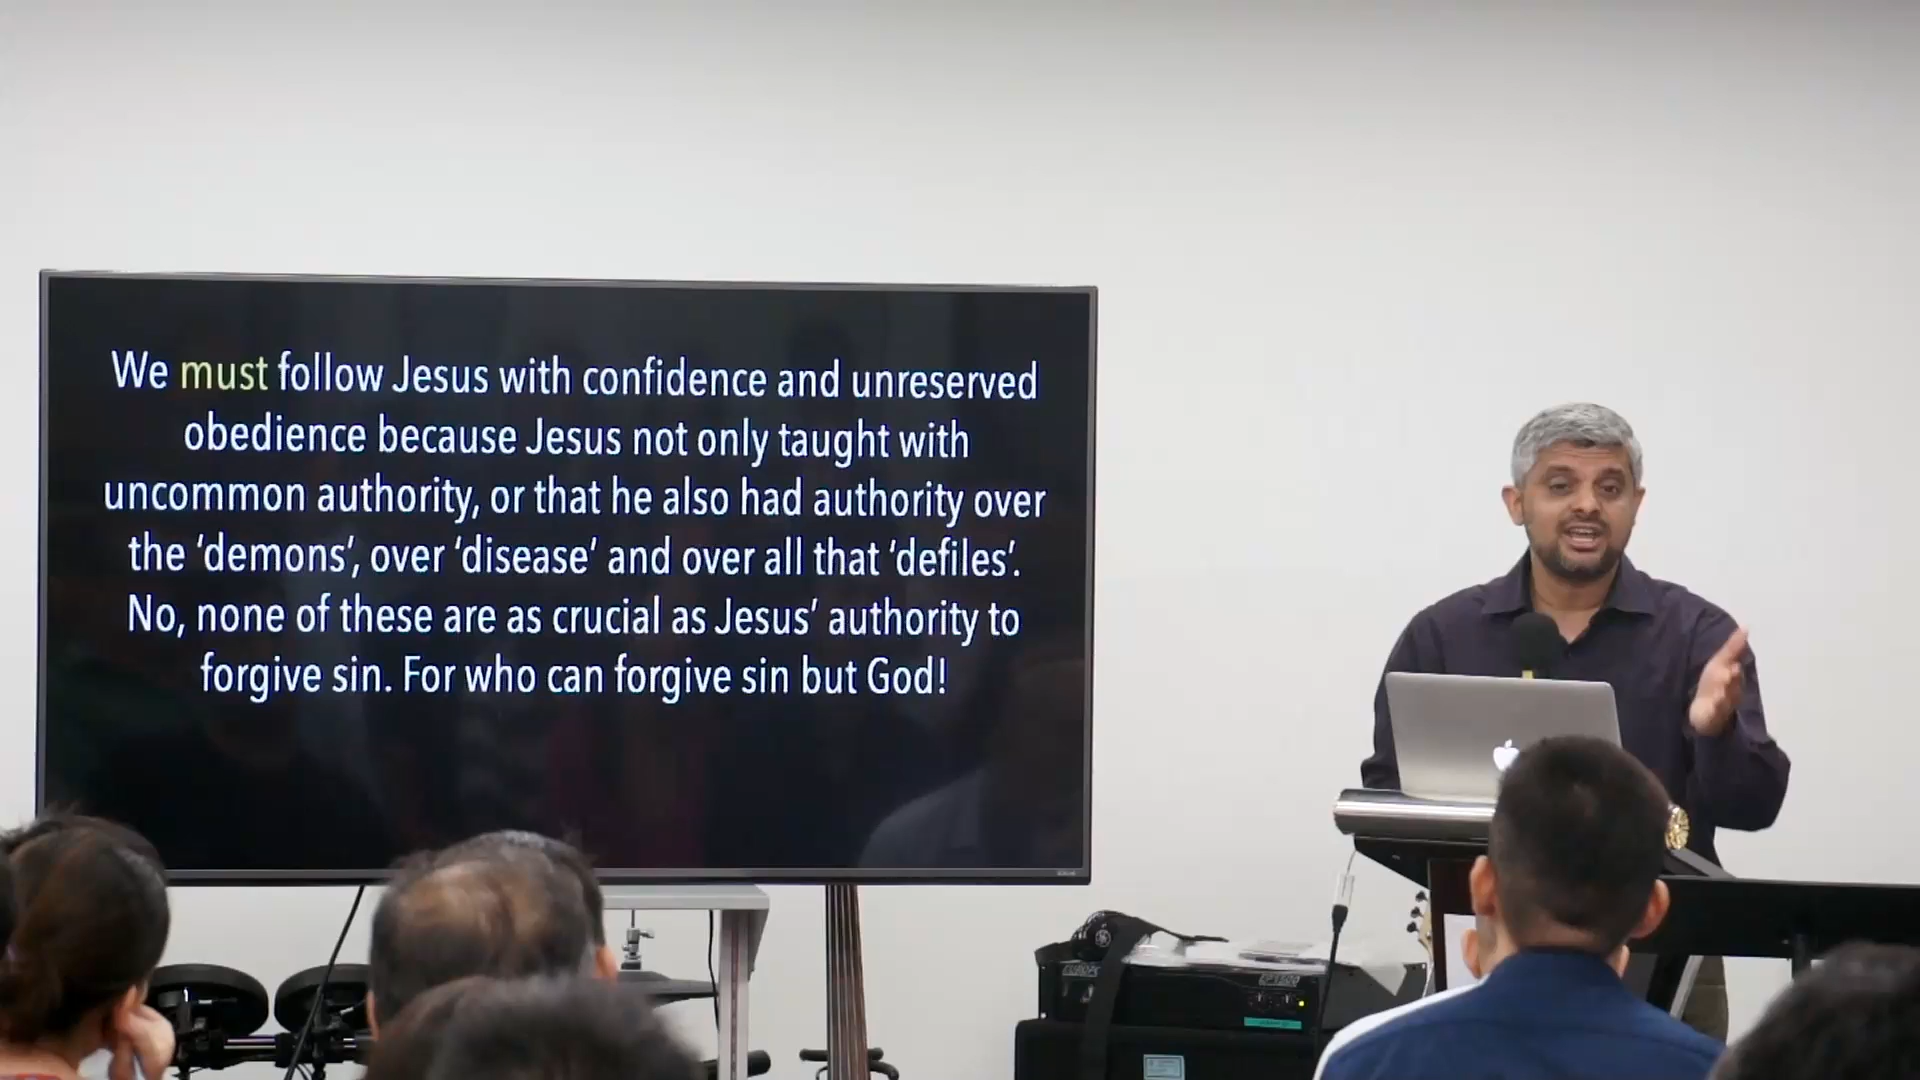 We must follow Jesus with confidence and unreserved
obedience because Jesus not only taught with
uncommon authority, or that he also had authority over
the ‘demons’, over ‘disease’ and over all that ‘defiles’.
No, none of these are as crucial as Jesus’ authority to
forgive sin. For who can forgive sin but God!
EUROPC